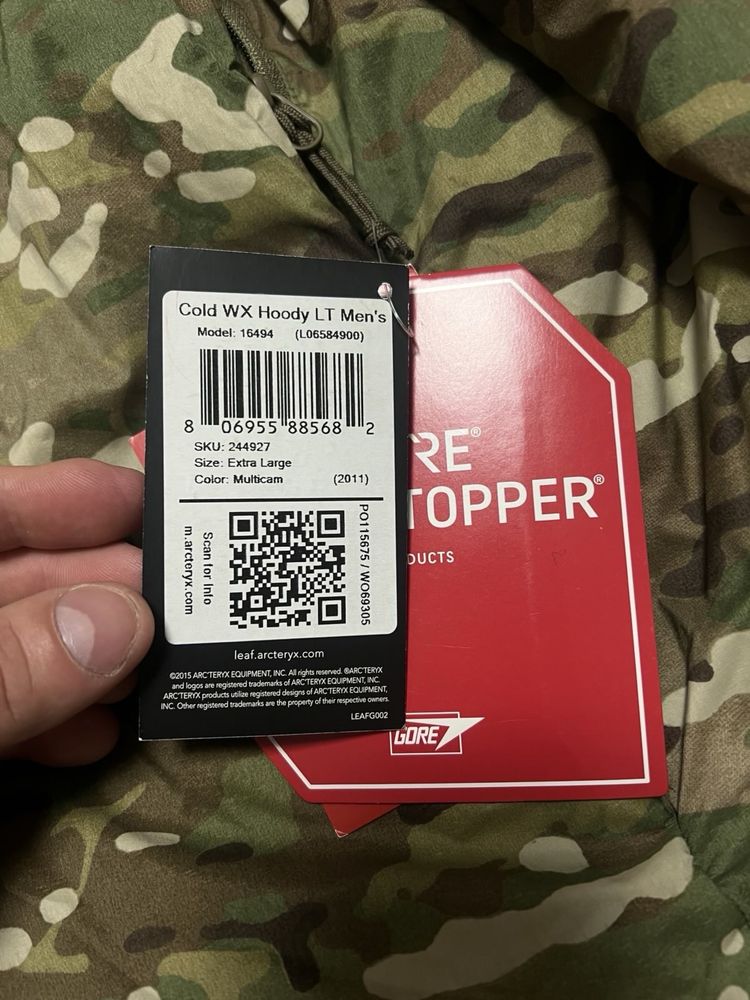 Cold WX Hoody LT Men's
Model: 16494 (L06584900)
8 06955 88568 2
SKU: 244927
Size: Extra Large
Color: Multicam (2011)
Scan for Info
m.arcteryx.com
PO115675 / WO69305
leaf.arcteryx.com
©2015 ARC'TERYX EQUIPMENT, INC. All rights reserved. ®ARC'TERYX
and logos are registered trademarks of ARC'TERYX EQUIPMENT, INC.
ARC'TERYX products utilize registered designs of ARC'TERYX EQUIPMENT,
INC. Other registered trademarks are the property of their respective owners.
LEAFG002
RE®
TOPPER®
DUCTS
GORE